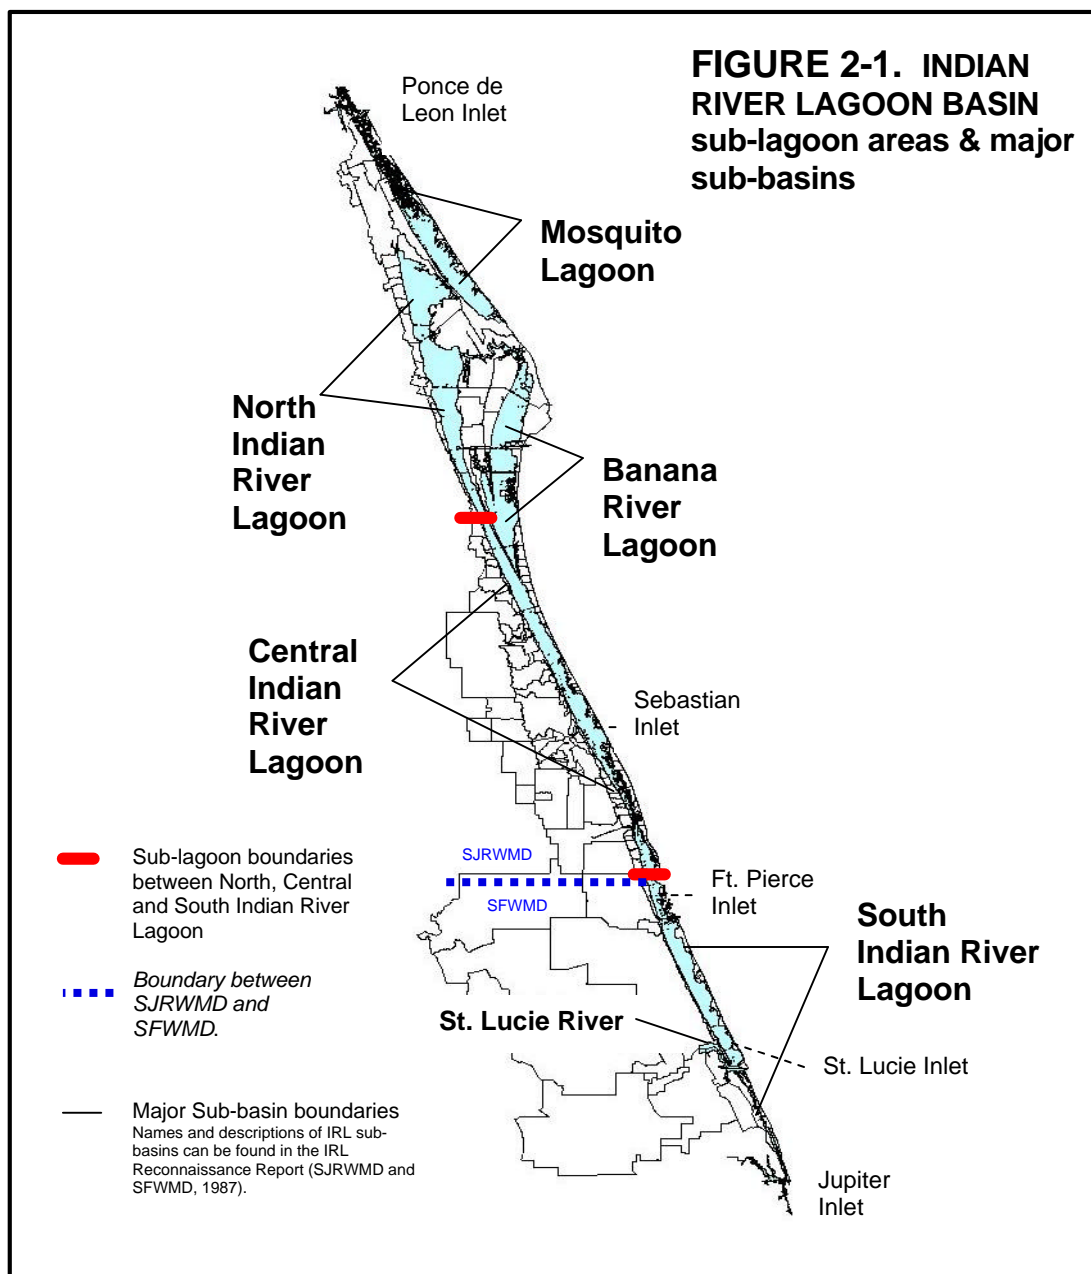 FIGURE 2-1. INDIAN
RIVER LAGOON BASIN
sub-lagoon areas & major
sub-basins
Ponce de
Leon Inlet
Mosquito
Lagoon
North
Indian
River
Lagoon
Banana
River
Lagoon
Central
Indian
River
Lagoon
Sebastian
Inlet
SJRWMD
SFWMD
Ft. Pierce
Inlet
South
Indian River
Lagoon
St. Lucie River
St. Lucie Inlet
Jupiter
Inlet
Sub-lagoon boundaries
between North, Central
and South Indian River
Lagoon
Boundary between
SJRWMD and
SFWMD.
Major Sub-basin boundaries
Names and descriptions of IRL sub-
basins can be found in the IRL
Reconnaissance Report (SJRWMD and
SFWMD, 1987).